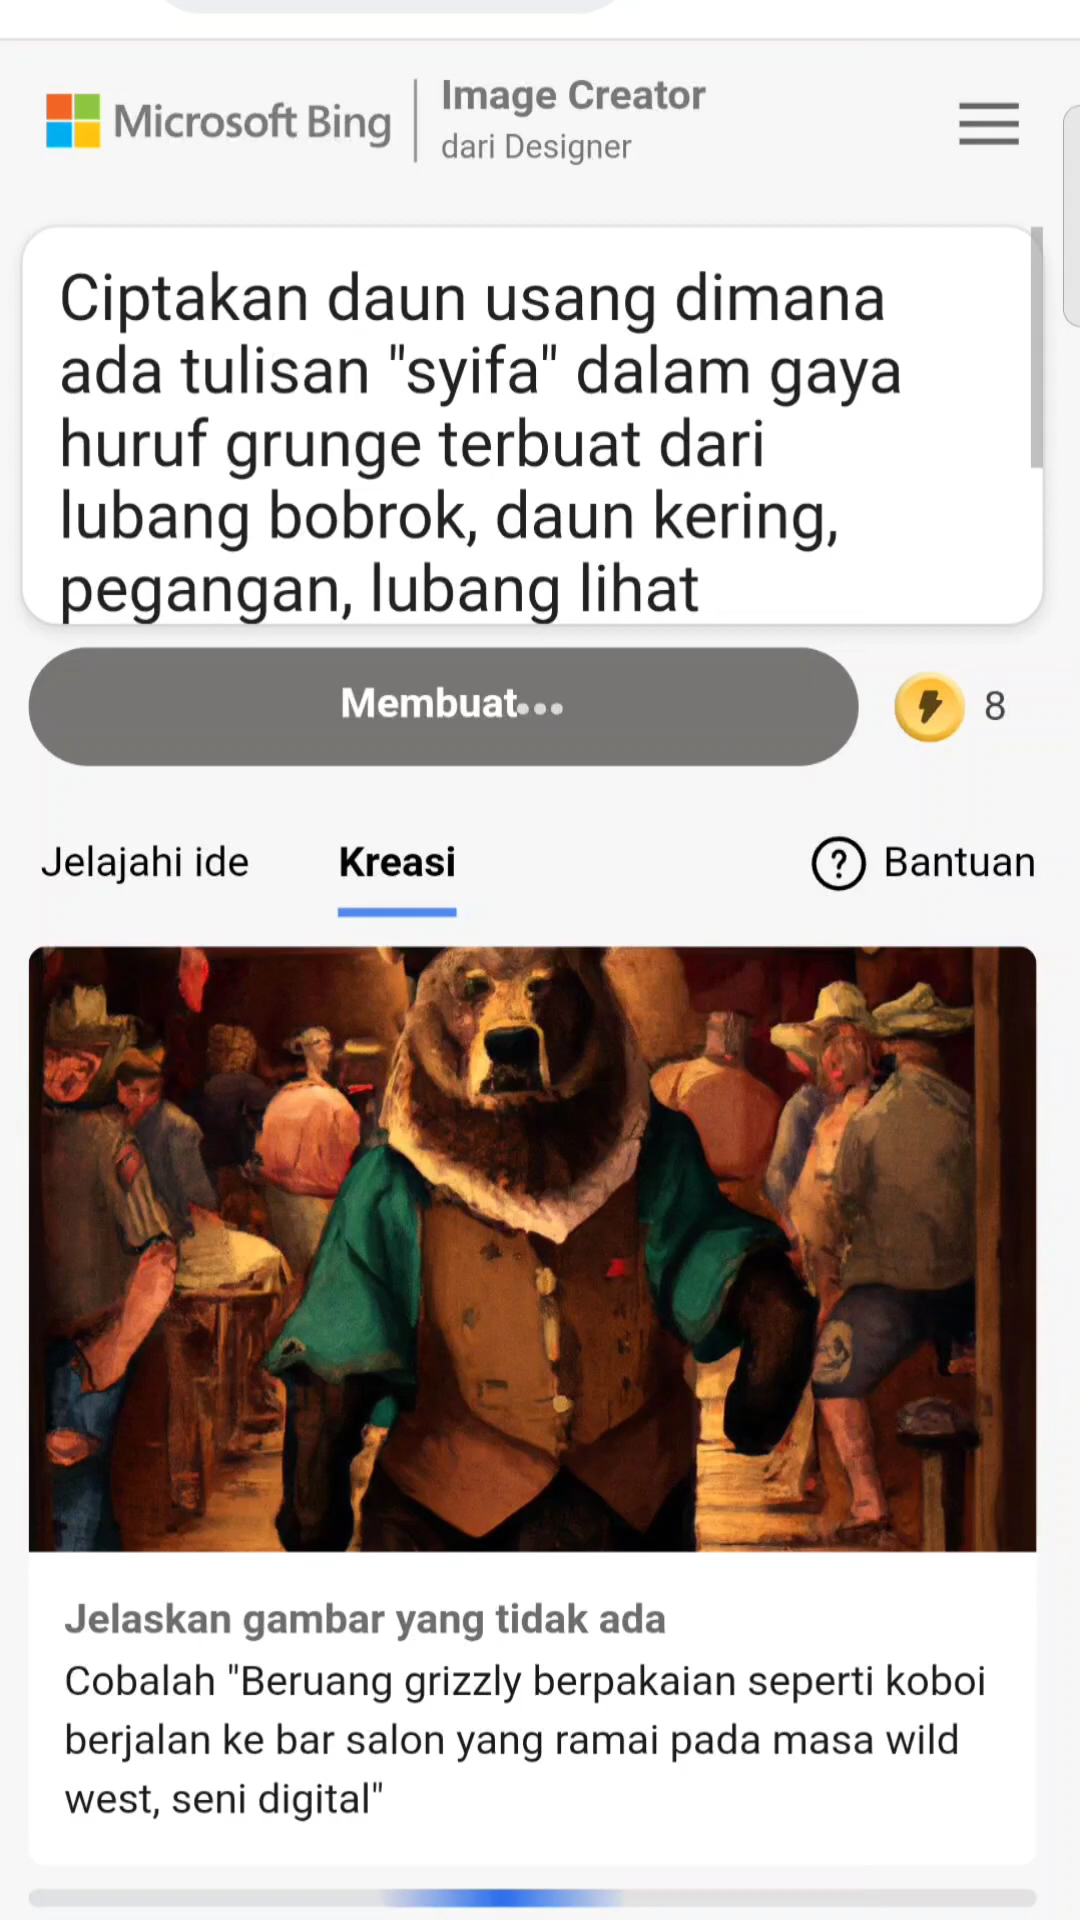 Microsoft Bing
Image Creator
dari Designer
Ciptakan daun usang dimana
ada tulisan "syifa" dalam gaya
huruf grunge terbuat dari
lubang bobrok, daun kering,
pegangan, lubang lihat
Membuat...
8
Jelajahi ide
Kreasi
Bantuan
Jelaskan gambar yang tidak ada
Cobalah "Beruang grizzly berpakaian seperti koboi
berjalan ke bar salon yang ramai pada masa wild
west, seni digital"